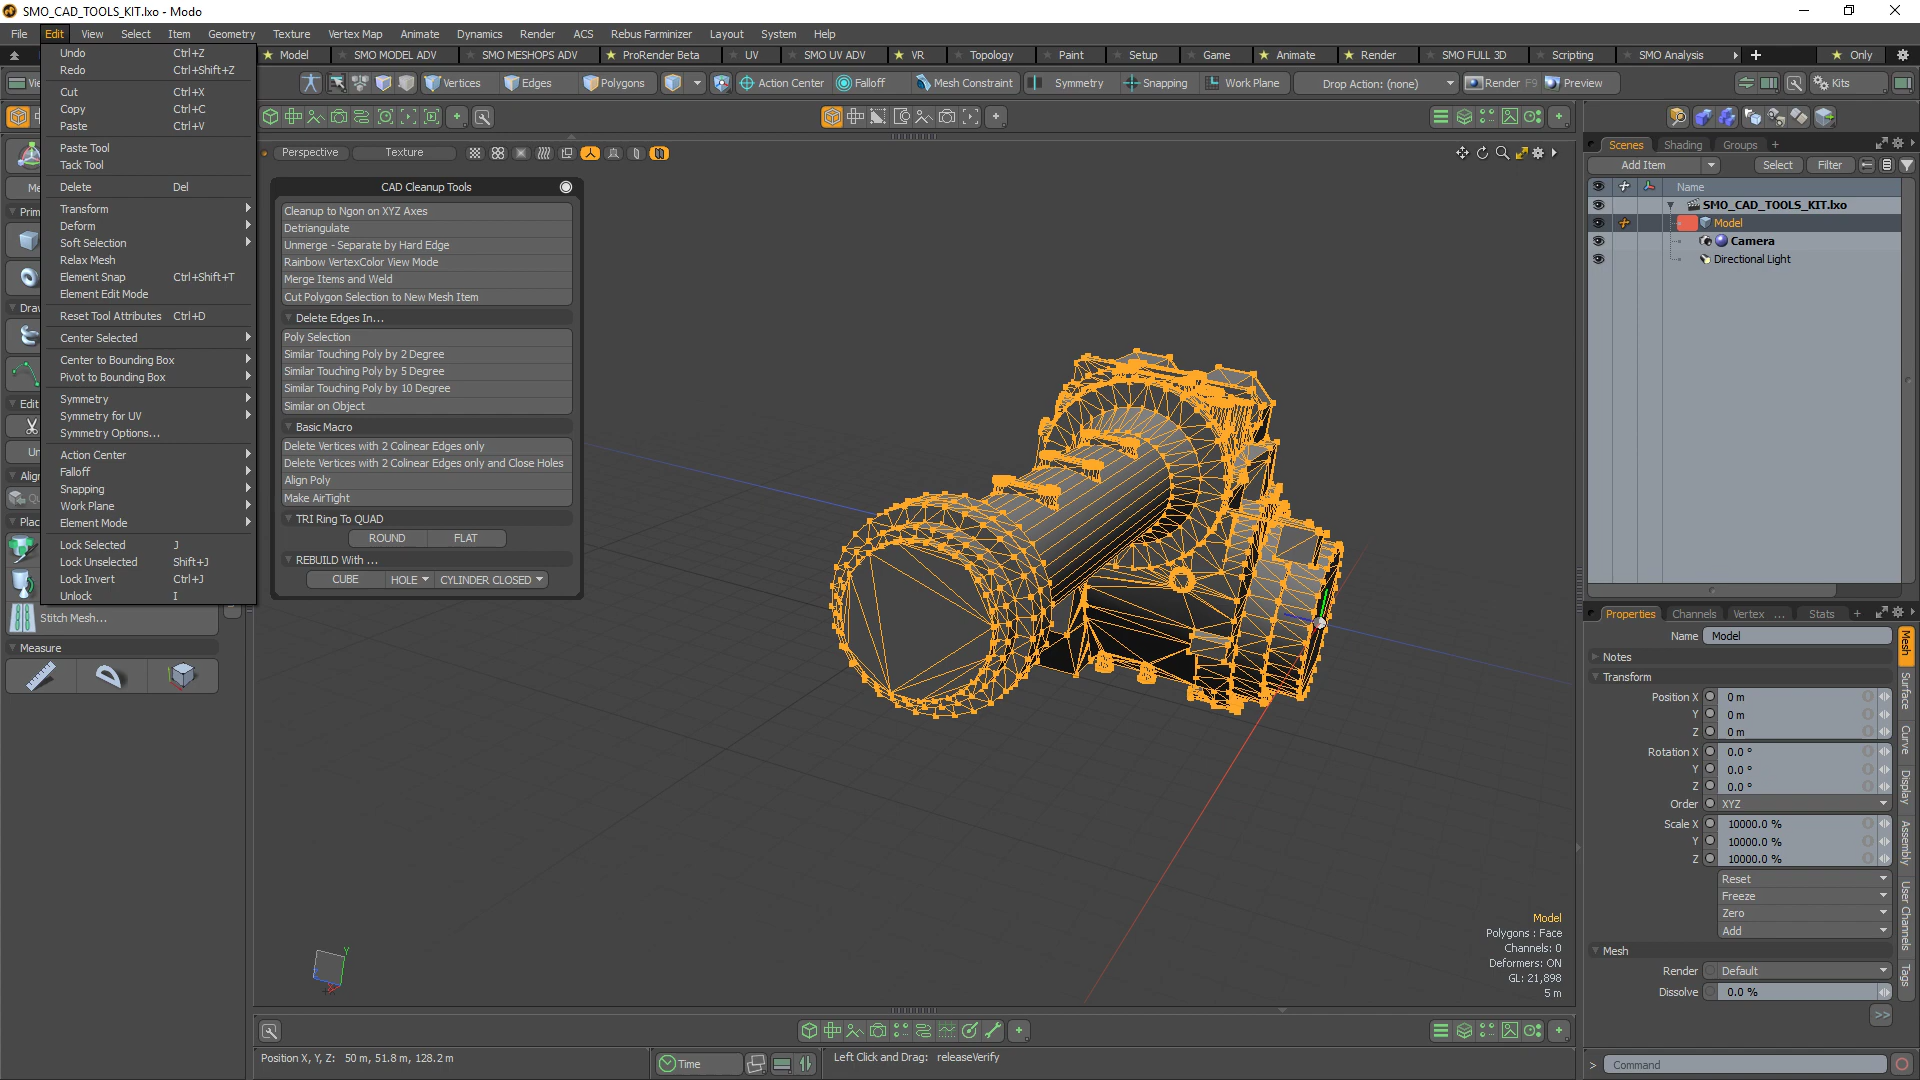 SMO_CAD_TOOLS_KIT.lxo - Modo
File Edit View Select Item Geometry Texture Vertex Map Animate Dynamics Render ACS Rebus Farminizer Layout System Help
Model SMO MODEL ADV SMO MESHOPS ADV ProRender Beta UV SMO UV ADV VR Topology Paint Setup Game Animate Render SMO FULL 3D Scripting SMO Analysis Only
Vertices Edges Polygons Action Center Falloff Mesh Constraint Symmetry Snapping Work Plane Drop Action: (none) Render F9 Preview Kits
Undo Ctrl+Z
Redo Ctrl+Shift+Z
Cut Ctrl+X
Copy Ctrl+C
Paste Ctrl+V
Paste Tool
Tack Tool
Delete Del
Transform
Deform
Soft Selection
Relax Mesh
Element Snap Ctrl+Shift+T
Element Edit Mode
Reset Tool Attributes Ctrl+D
Center Selected
Center to Bounding Box
Pivot to Bounding Box
Symmetry
Symmetry for UV
Symmetry Options...
Action Center
Falloff
Snapping
Work Plane
Element Mode
Lock Selected J
Lock Unselected Shift+J
Lock Invert Ctrl+J
Unlock I
Stitch Mesh...
Measure
Perspective Texture
CAD Cleanup Tools
Cleanup to Ngon on XYZ Axes
Detriangulate
Unmerge - Separate by Hard Edge
Rainbow VertexColor View Mode
Merge Items and Weld
Cut Polygon Selection to New Mesh Item
Delete Edges In...
Poly Selection
Similar Touching Poly by 2 Degree
Similar Touching Poly by 5 Degree
Similar Touching Poly by 10 Degree
Similar on Object
Basic Macro
Delete Vertices with 2 Colinear Edges only
Delete Vertices with 2 Colinear Edges only and Close Holes
Align Poly
Make AirTight
TRI Ring To QUAD
ROUND FLAT
REBUILD With ...
CUBE HOLE CYLINDER CLOSED
Model
Polygons : Face
Channels: 0
Deformers: ON
GL: 21,898
5 m
Position X, Y, Z: 50 m, 51.8 m, 128.2 m
Time
Left Click and Drag: releaseVerify
Scenes Shading Groups +
Add Item Select Filter
Name
SMO_CAD_TOOLS_KIT.lxo
Model
Camera
Directional Light
Properties Channels Vertex ... Stats +
Name Model
Notes
Transform
Position X 0 m
Y 0 m
Z 0 m
Rotation X 0.0 °
Y 0.0 °
Z 0.0 °
Order XYZ
Scale X 10000.0 %
Y 10000.0 %
Z 10000.0 %
Reset
Freeze
Zero
Add
Mesh
Render Default
Dissolve 0.0 %
>>
Mesh
Surface
Curve
Display
Assembly
User Channels
Tags
> Command